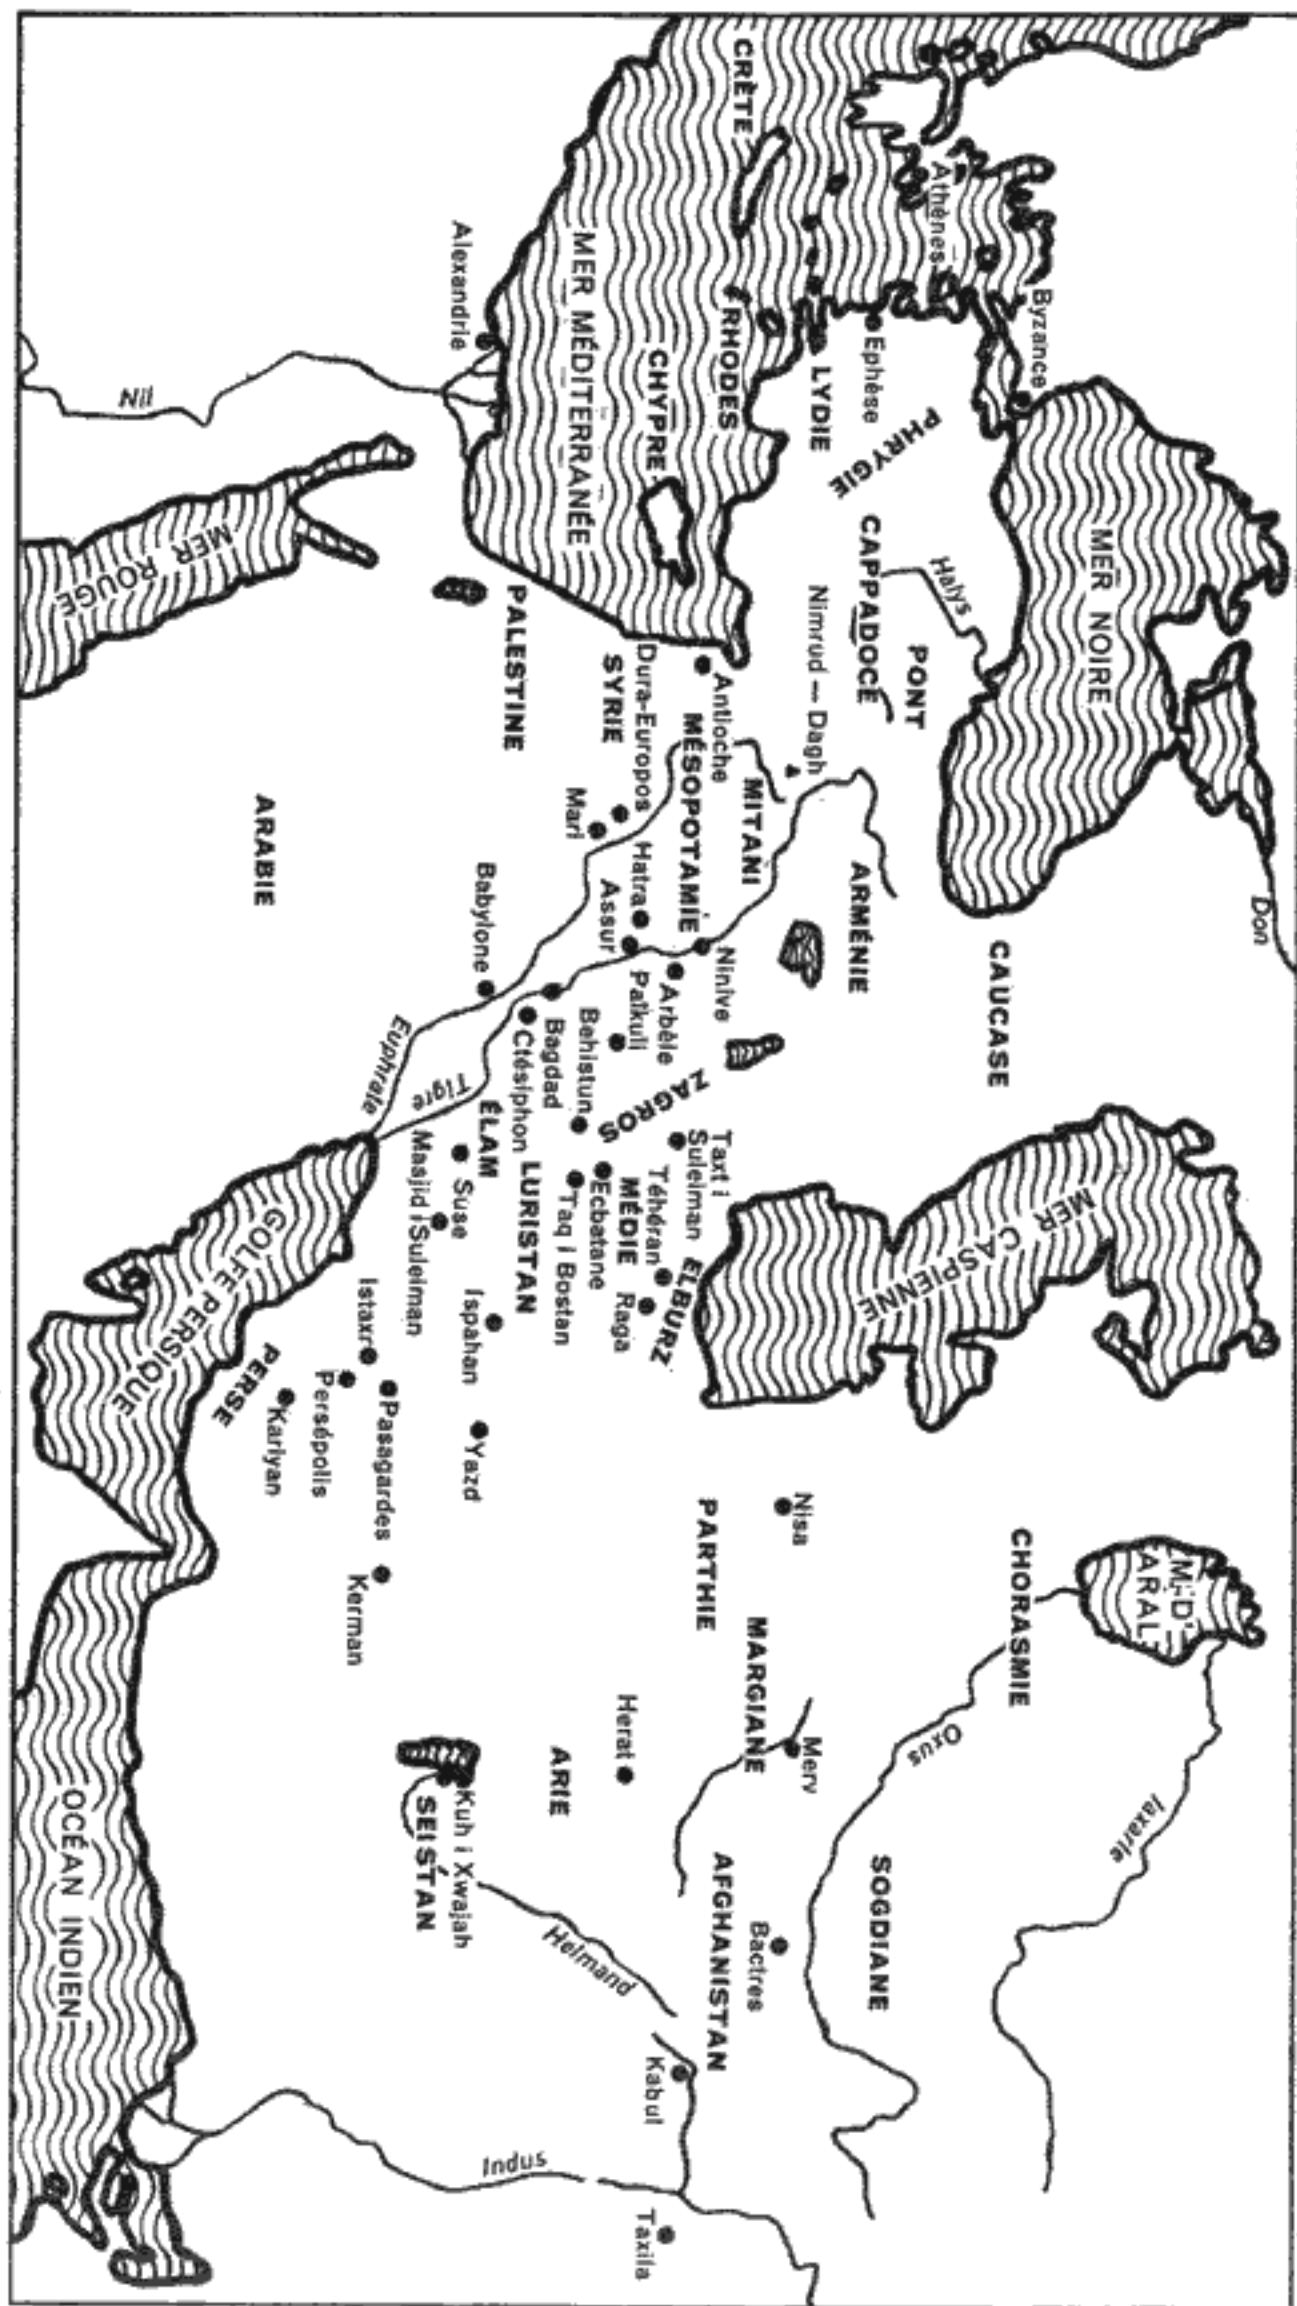 CRÈTE
Athènes
Byzance
MER NOIRE
Don
Alexandrie
Nil
MER MÉDITERRANÉE
RHODES
CHYPRE
Ephèse
LYDIE
PHRYGIE
CAPPADOCE
Halys
PONT
Nimrud — Dagh
MER ROUGE
PALESTINE
SYRIE
Antioche
Dura-Europos
MÉSOPOTAMIE
MITANI
ARMÉNIE
CAUCASE
ARABIE
Mari
Hatra
Assur
Ninive
Arbèle
Paikuli
Babylone
Bagdad
Ctésiphon
Behistun
ZAGROS
Euphrate
Tigre
ÉLAM
LURISTAN
Suse
Masjid i Suleiman
Taxt i
Suleiman
Téhéran
MÉDIE
Ecbatane
Taq i Bostan
Raga
ELBURZ
MER CASPIENNE
GOLFE PERSIQUE
PERSE
Istaxr
Ispahan
Persépolis
Kariyan
Pasagardes
Yazd
Kerman
Nisa
PARTHIE
CHORASMIE
M. D'
ARAL
MARGIANE
Merv
Oxus
Iaxarte
Herat
ARIE
Kuh i Xwajah
SEISTAN
Helmand
AFGHANISTAN
SOGDIANE
Bactres
Kabul
OCÉAN INDIEN
Indus
Taxila